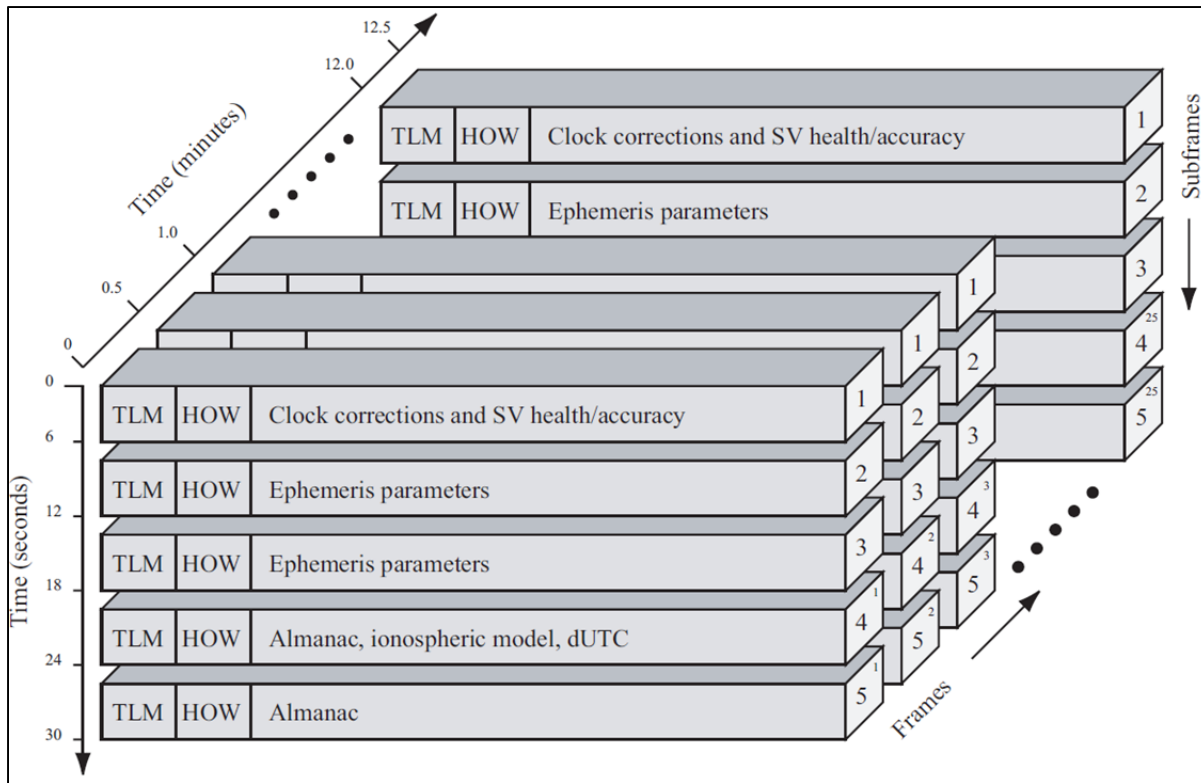 Time (minutes)
12.5
12.0
1.0
0.5
0
Subframes
TLM HOW Clock corrections and SV health/accuracy 1
TLM HOW Ephemeris parameters 2
3
4 25
5 25
1
2
3
4 3
5 3
1
2
3
4 2
5 2
Time (seconds)
0
6
12
18
24
30
TLM HOW Clock corrections and SV health/accuracy 1
TLM HOW Ephemeris parameters 2
TLM HOW Ephemeris parameters 3
TLM HOW Almanac, ionospheric model, dUTC 4 1
TLM HOW Almanac 5 1
Frames